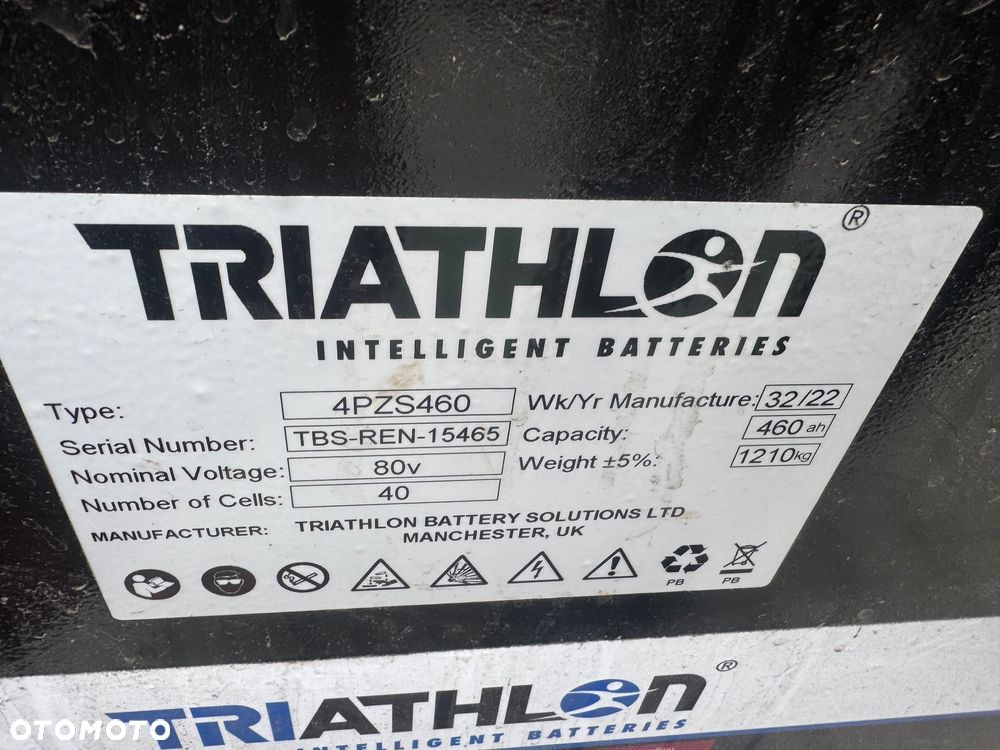 TRIATHLON ®
INTELLIGENT BATTERIES
Type: 4PZS460 Wk/Yr Manufacture: 32/22
Serial Number: TBS-REN-15465 Capacity: 460 ah
Nominal Voltage: 80v Weight ±5%: 1210kg
Number of Cells: 40
MANUFACTURER: TRIATHLON BATTERY SOLUTIONS LTD
MANCHESTER, UK
PB PB
TRIATHLON ®
INTELLIGENT BATTERIES
OTOMOTO